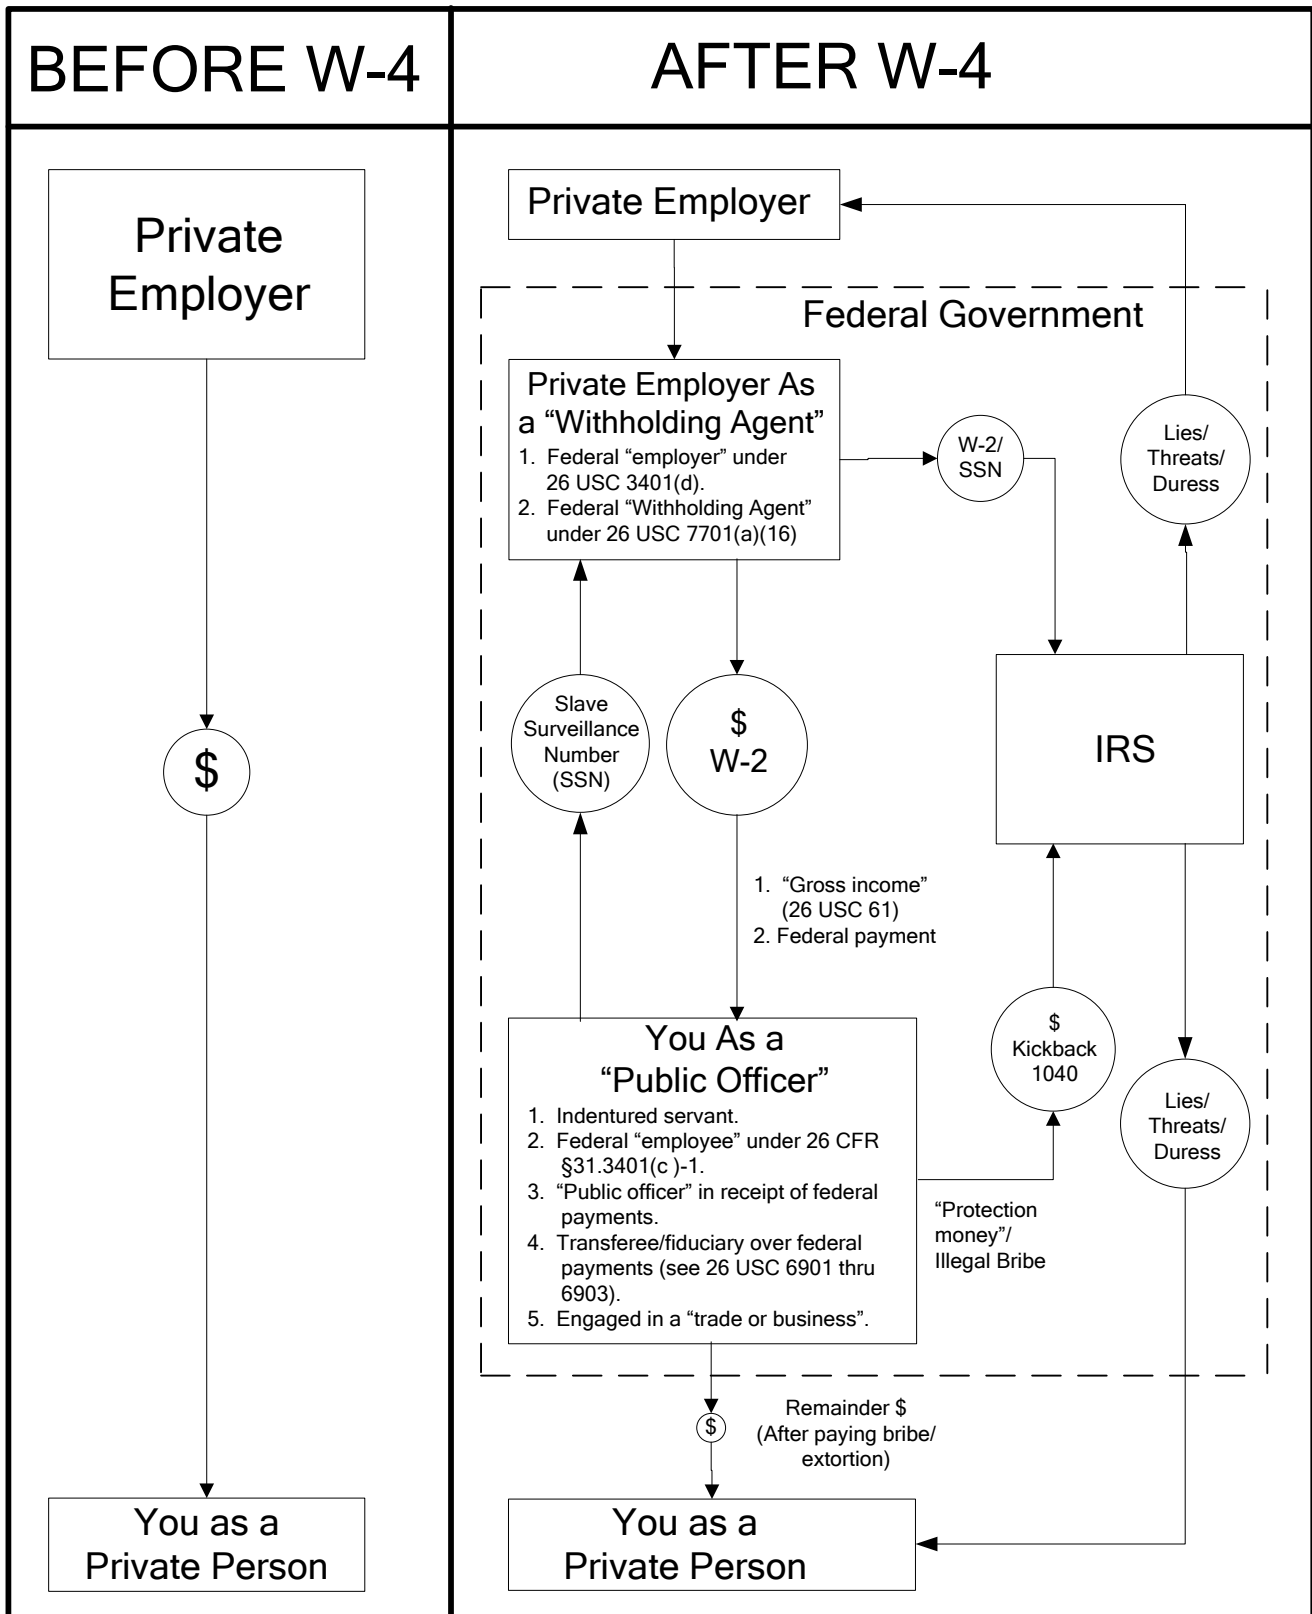 BEFORE W-4
AFTER W-4
Private
Employer
$
You as a
Private Person
Private Employer
Federal Government
Private Employer As
a “Withholding Agent”
1. Federal “employer” under
26 USC 3401(d).
2. Federal “Withholding Agent”
under 26 USC 7701(a)(16)
W-2/
SSN
Lies/
Threats/
Duress
Slave
Surveillance
Number
(SSN)
$
W-2
IRS
1. “Gross income”
(26 USC 61)
2. Federal payment
You As a
“Public Officer”
1. Indentured servant.
2. Federal “employee” under 26 CFR
§31.3401(c )-1.
3. “Public officer” in receipt of federal
payments.
4. Transferee/fiduciary over federal
payments (see 26 USC 6901 thru
6903).
5. Engaged in a “trade or business”.
$
Kickback
1040
Lies/
Threats/
Duress
“Protection
money”/
Illegal Bribe
$
Remainder $
(After paying bribe/
extortion)
You as a
Private Person